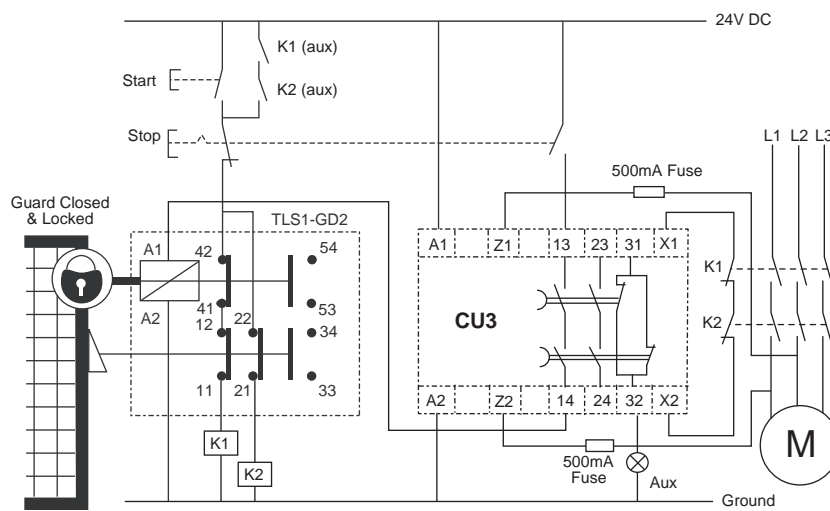 24V DC
K1 (aux)
Start
K2 (aux)
Stop
L1 L2 L3
500mA Fuse
Guard Closed
& Locked
TLS1-GD2
A1 42 54
A1 Z1 13 23 31 X1
K1
A2 41 53
12 22 34
CU3
K2
11 21 33
A2 Z2 14 24 32 X2
K1
M
K2
500mA
Fuse
Aux
Ground